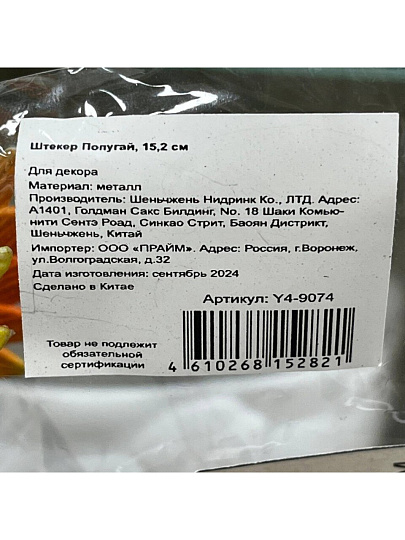 Штекер Попугай, 15,2 см
Для декора
Материал: металл
Производитель: Шеньчжень Нидринк Ко., ЛТД. Адрес:
А1401, Голдман Сакс Билдинг, No. 18 Шаки Комью-
нити Сентэ Роад, Синкао Стрит, Баоян Дистрикт,
Шеньчжень, Китай
Импортер: ООО «ПРАЙМ». Адрес: Россия, г.Воронеж,
ул.Волгоградская, д.32
Дата изготовления: сентябрь 2024
Сделано в Китае
Артикул: Y4-9074
Товар не подлежит
обязательной
сертификации
4 610268 152821